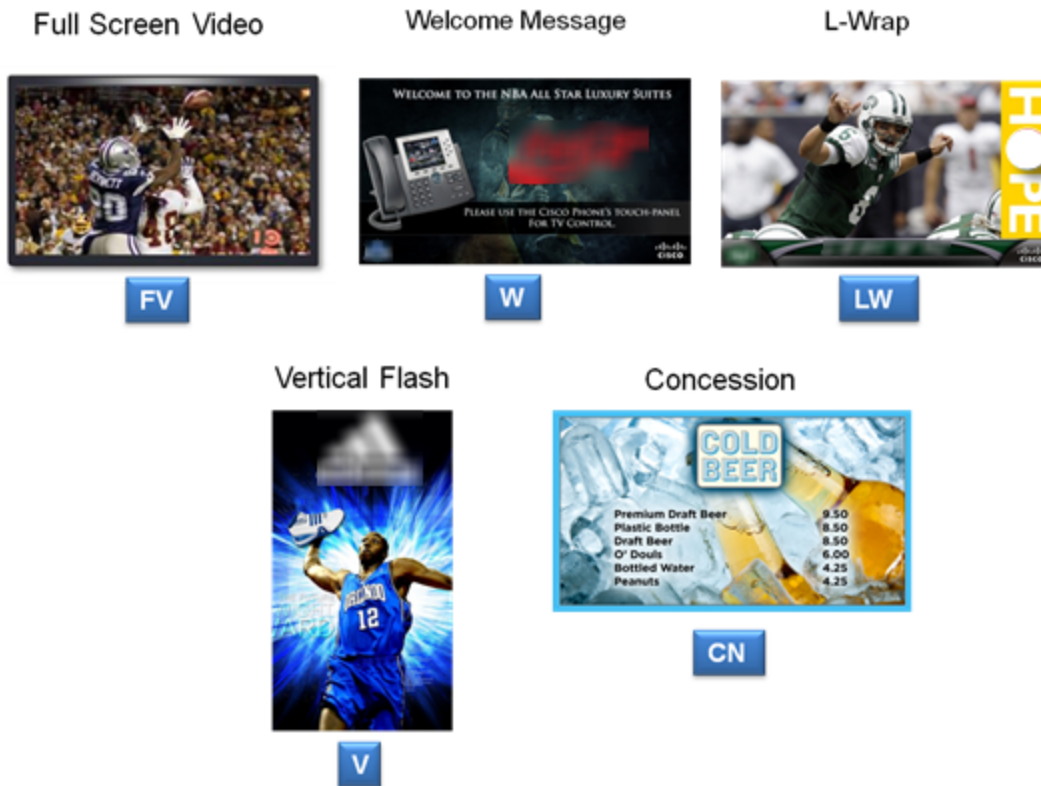 Full Screen Video
Welcome Message
L-Wrap
WELCOME TO THE NBA ALL STAR LUXURY SUITES
PLEASE USE THE CISCO PHONE'S TOUCH-PANEL
FOR TV CONTROL.
CISCO
HOPE
6
CISCO
FV
W
LW
Vertical Flash
Concession
ORLANDO
12
COLD
BEER
Premium Draft Beer 9.50
Plastic Bottle 8.50
Draft Beer 8.50
O' Douls 6.00
Bottled Water 4.25
Peanuts 4.25
CN
V